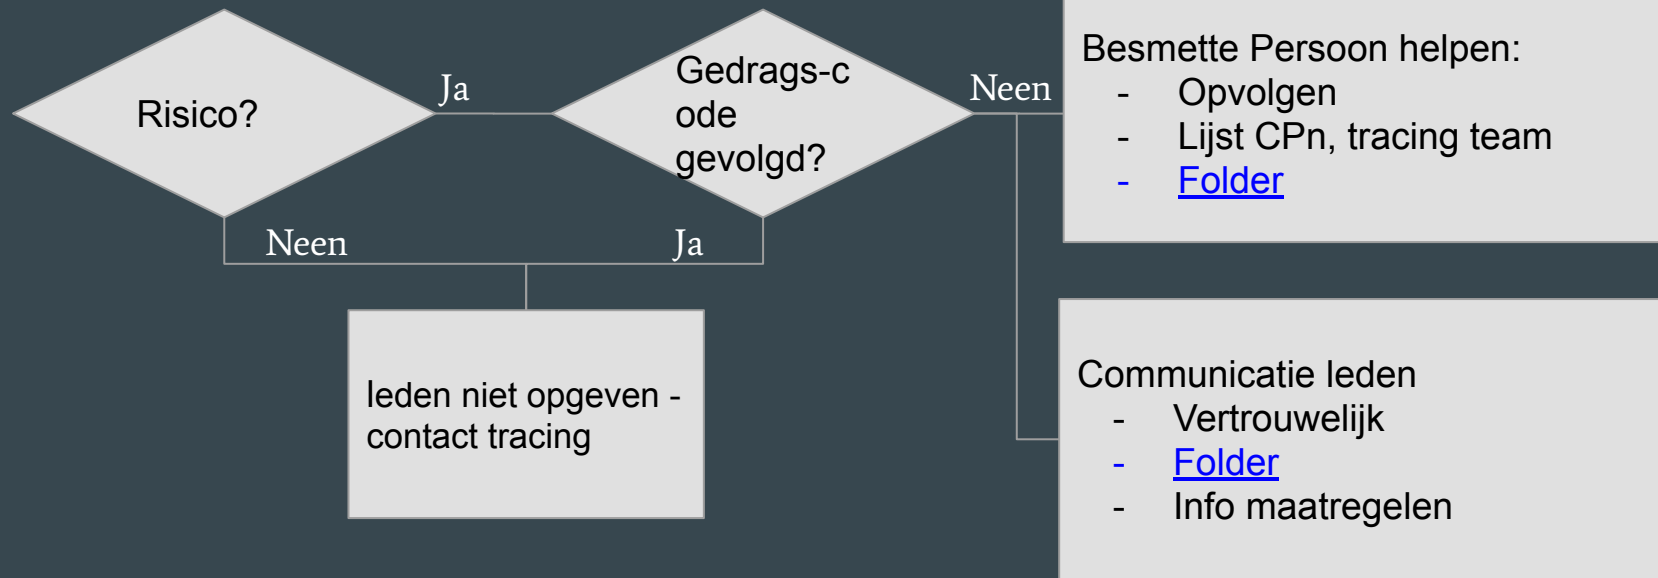 Risico?
Ja
Gedrags-c
ode
gevolgd?
Neen
Neen
Ja
leden niet opgeven -
contact tracing
Besmette Persoon helpen:
- Opvolgen
- Lijst CPn, tracing team
- Folder
Communicatie leden
- Vertrouwelijk
- Folder
- Info maatregelen